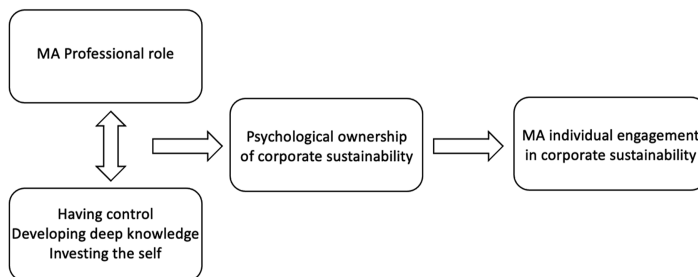 MA Professional role
Having control
Developing deep knowledge
Investing the self
Psychological ownership
of corporate sustainability
MA individual engagement
in corporate sustainability